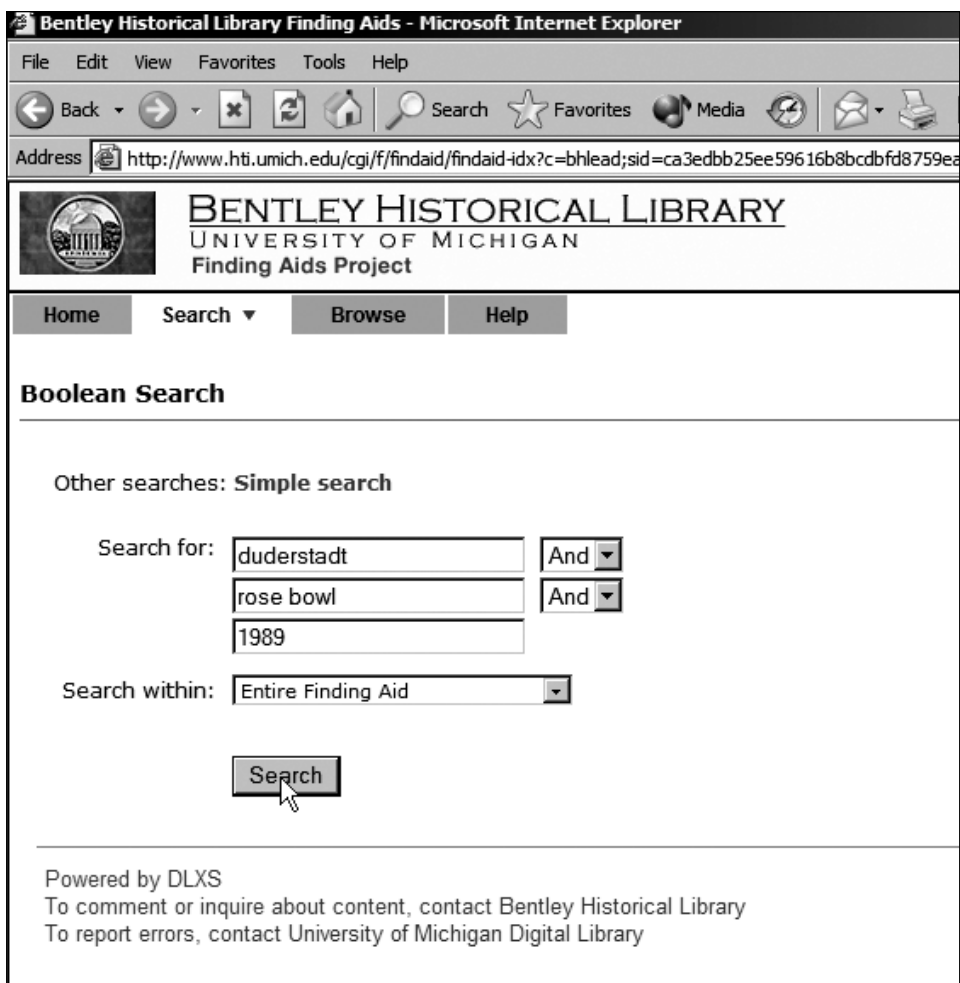 Bentley Historical Library Finding Aids - Microsoft Internet Explorer
File Edit View Favorites Tools Help
Back Search Favorites Media
Address http://www.hti.umich.edu/cgi/f/findaid/findaid-idx?c=bhlead;sid=ca3edbb25ee59616b8bcdbfd8759ea
BENTLEY HISTORICAL LIBRARY
UNIVERSITY OF MICHIGAN
Finding Aids Project
Home Search ▼ Browse Help
Boolean Search
Other searches: Simple search
Search for: duderstadt And
rose bowl And
1989
Search within: Entire Finding Aid
Search
Powered by DLXS
To comment or inquire about content, contact Bentley Historical Library
To report errors, contact University of Michigan Digital Library